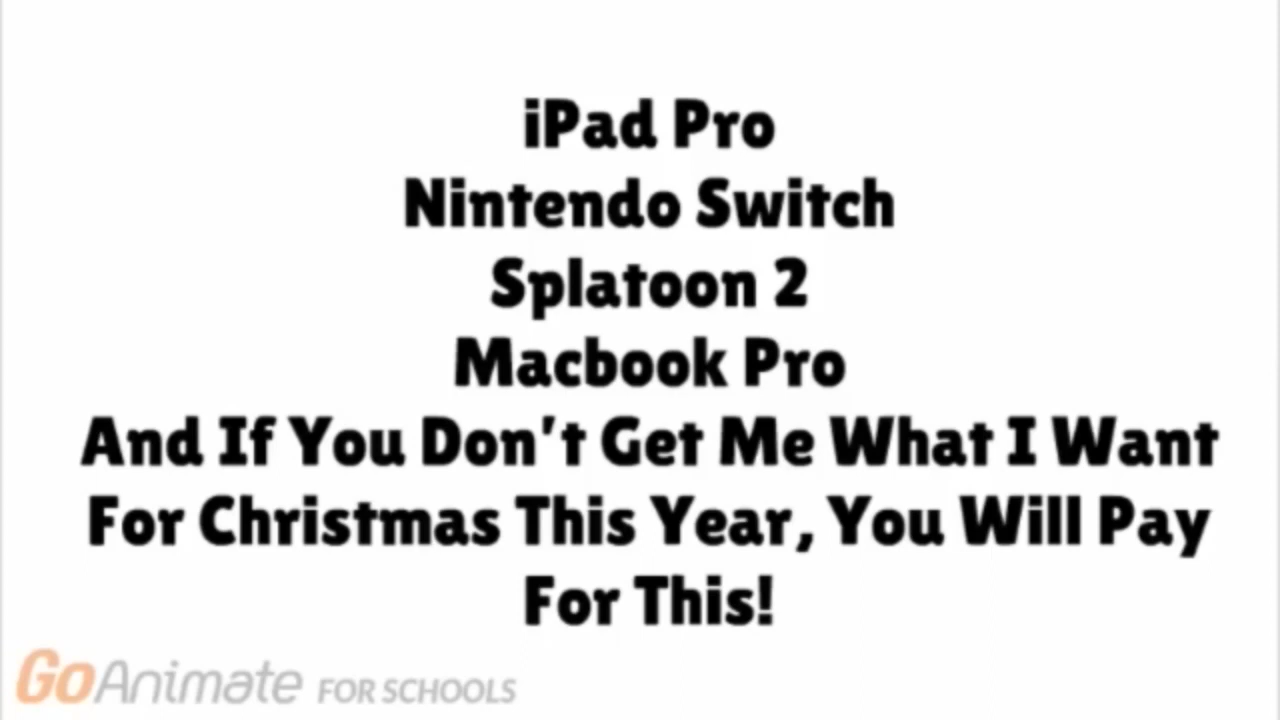 iPad Pro
Nintendo Switch
Splatoon 2
Macbook Pro
And If You Don't Get Me What I Want
For Christmas This Year, You Will Pay
For This!
GoAnimate FOR SCHOOLS